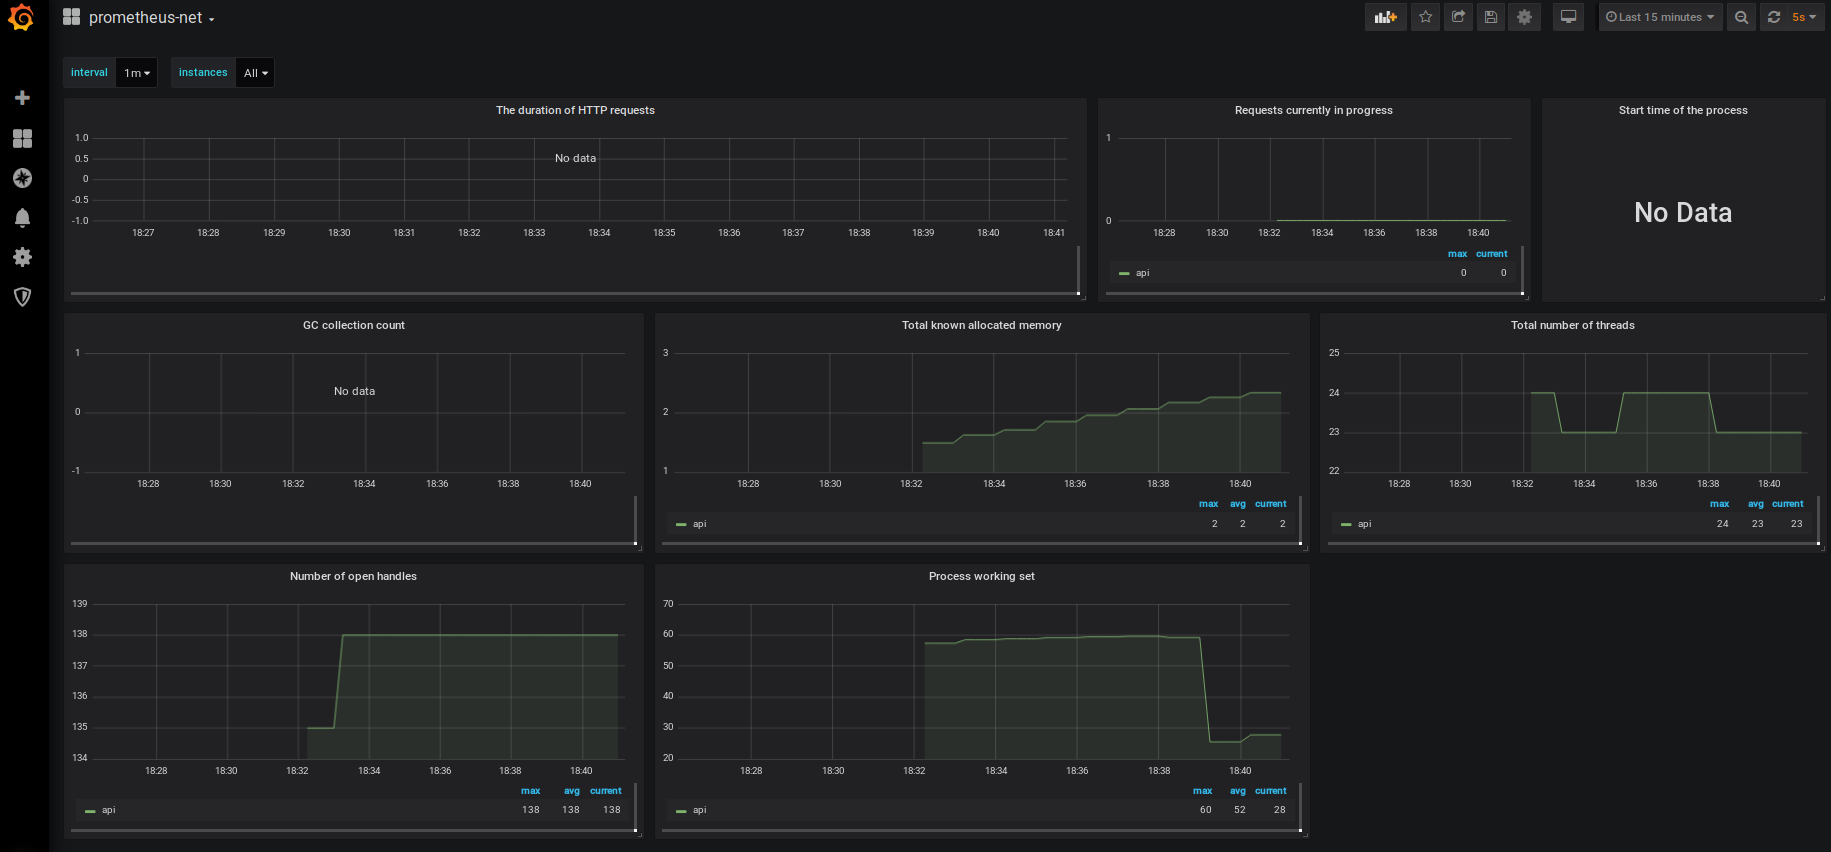 prometheus-net
Last 15 minutes
5s
interval 1m
instances All
The duration of HTTP requests
1.0
0.5
0
-0.5
-1.0
No data
18:27 18:28 18:29 18:30 18:31 18:32 18:33 18:34 18:35 18:36 18:37 18:38 18:39 18:40 18:41
Requests currently in progress
1
0
18:28 18:30 18:32 18:34 18:36 18:38 18:40
max current
api 0 0
Start time of the process
No Data
GC collection count
1
0
-1
No data
18:28 18:30 18:32 18:34 18:36 18:38 18:40
Total known allocated memory
3
2
1
18:28 18:30 18:32 18:34 18:36 18:38 18:40
max avg current
api 2 2 2
Total number of threads
25
24
23
22
18:28 18:30 18:32 18:34 18:36 18:38 18:40
max avg current
api 24 23 23
Number of open handles
139
138
137
136
135
134
18:28 18:30 18:32 18:34 18:36 18:38 18:40
max avg current
api 138 138 138
Process working set
70
60
50
40
30
20
18:28 18:30 18:32 18:34 18:36 18:38 18:40
max avg current
api 60 52 28